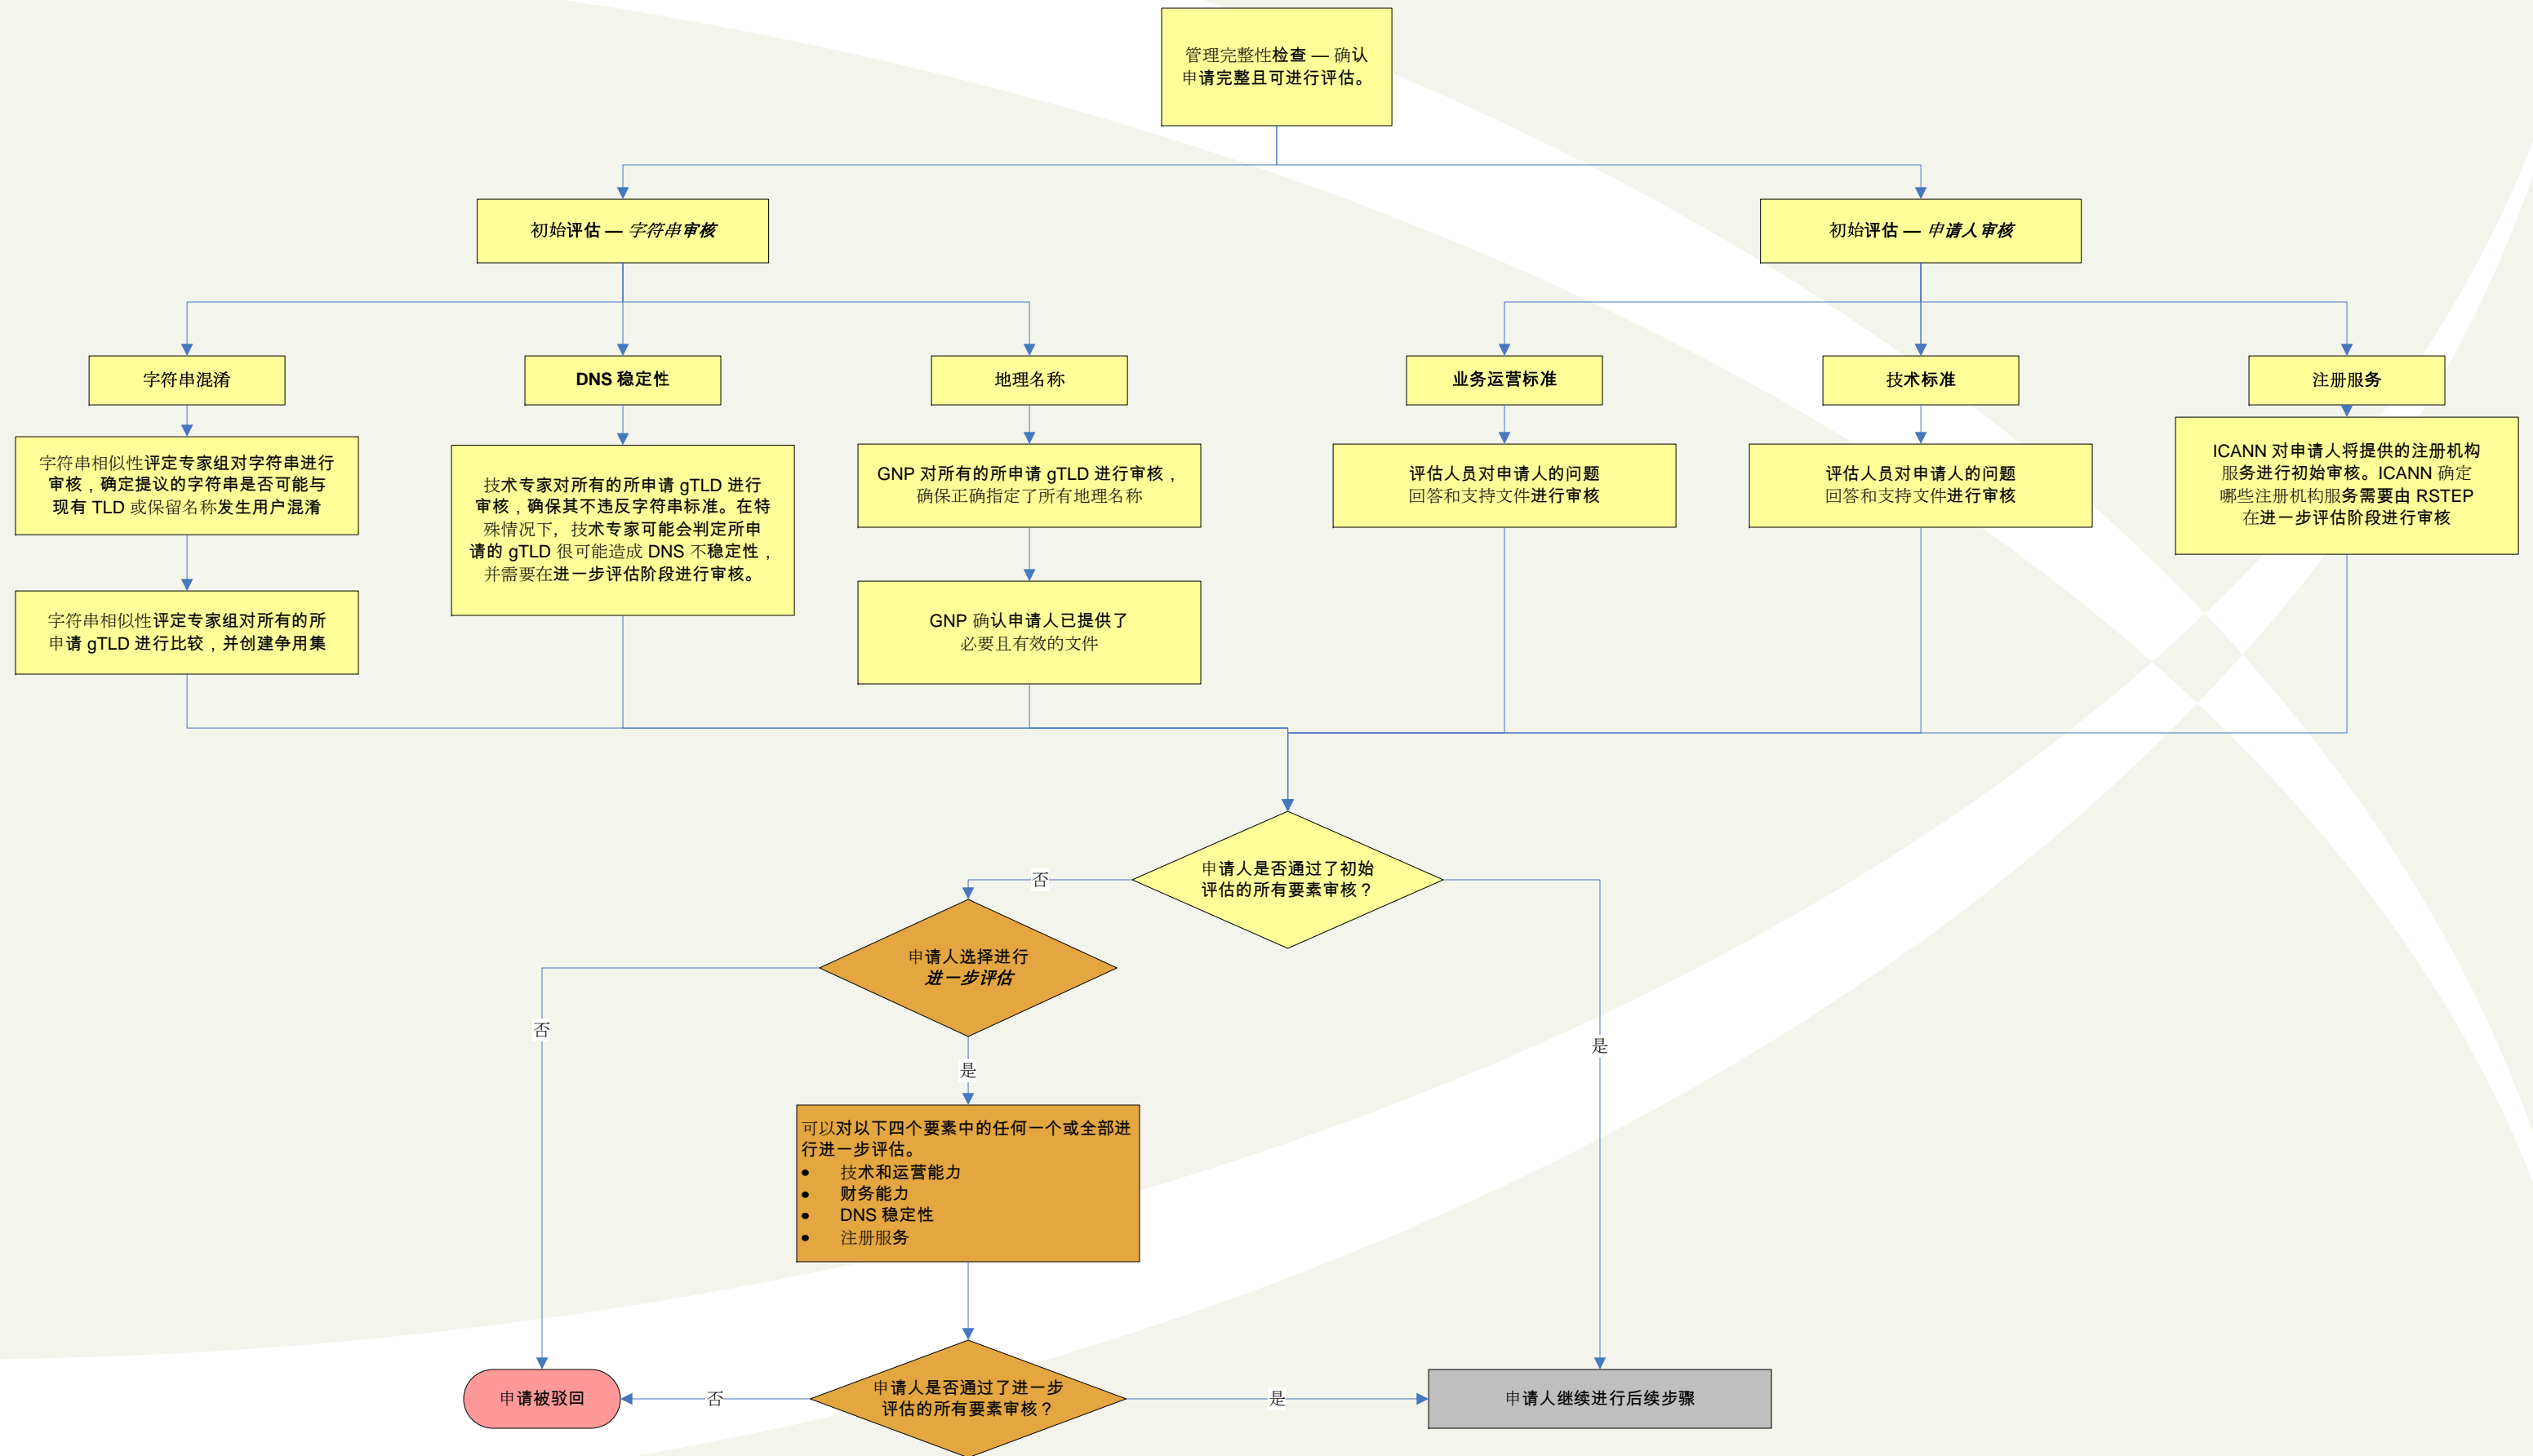 管理完整性检查 — 确认
申请完整且可进行评估。
初始评估 — 字符串审核
初始评估 — 申请人审核
字符串混淆
DNS 稳定性
地理名称
业务运营标准
技术标准
注册服务
字符串相似性评定专家组对字符串进行
审核，确定提议的字符串是否可能与
现有 TLD 或保留名称发生用户混淆
技术专家对所有的所申请 gTLD 进行
审核，确保其不违反字符串标准。在特
殊情况下，技术专家可能会判定所申
请的 gTLD 很可能造成 DNS 不稳定性，
并需要在进一步评估阶段进行审核。
GNP 对所有的所申请 gTLD 进行审核，
确保正确指定了所有地理名称
评估人员对申请人的问题
回答和支持文件进行审核
评估人员对申请人的问题
回答和支持文件进行审核
ICANN 对申请人将提供的注册机构
服务进行初始审核。ICANN 确定
哪些注册机构服务需要由 RSTEP
在进一步评估阶段进行审核
字符串相似性评定专家组对所有的所
申请 gTLD 进行比较，并创建争用集
GNP 确认申请人已提供了
必要且有效的文件
申请人是否通过了初始
评估的所有要素审核？
否
申请人选择进行
进一步评估
否
是
是
可以对以下四个要素中的任何一个或全部进
行进一步评估。
• 技术和运营能力
• 财务能力
• DNS 稳定性
• 注册服务
申请被驳回
否
申请人是否通过了进一步
评估的所有要素审核？
是
申请人继续进行后续步骤